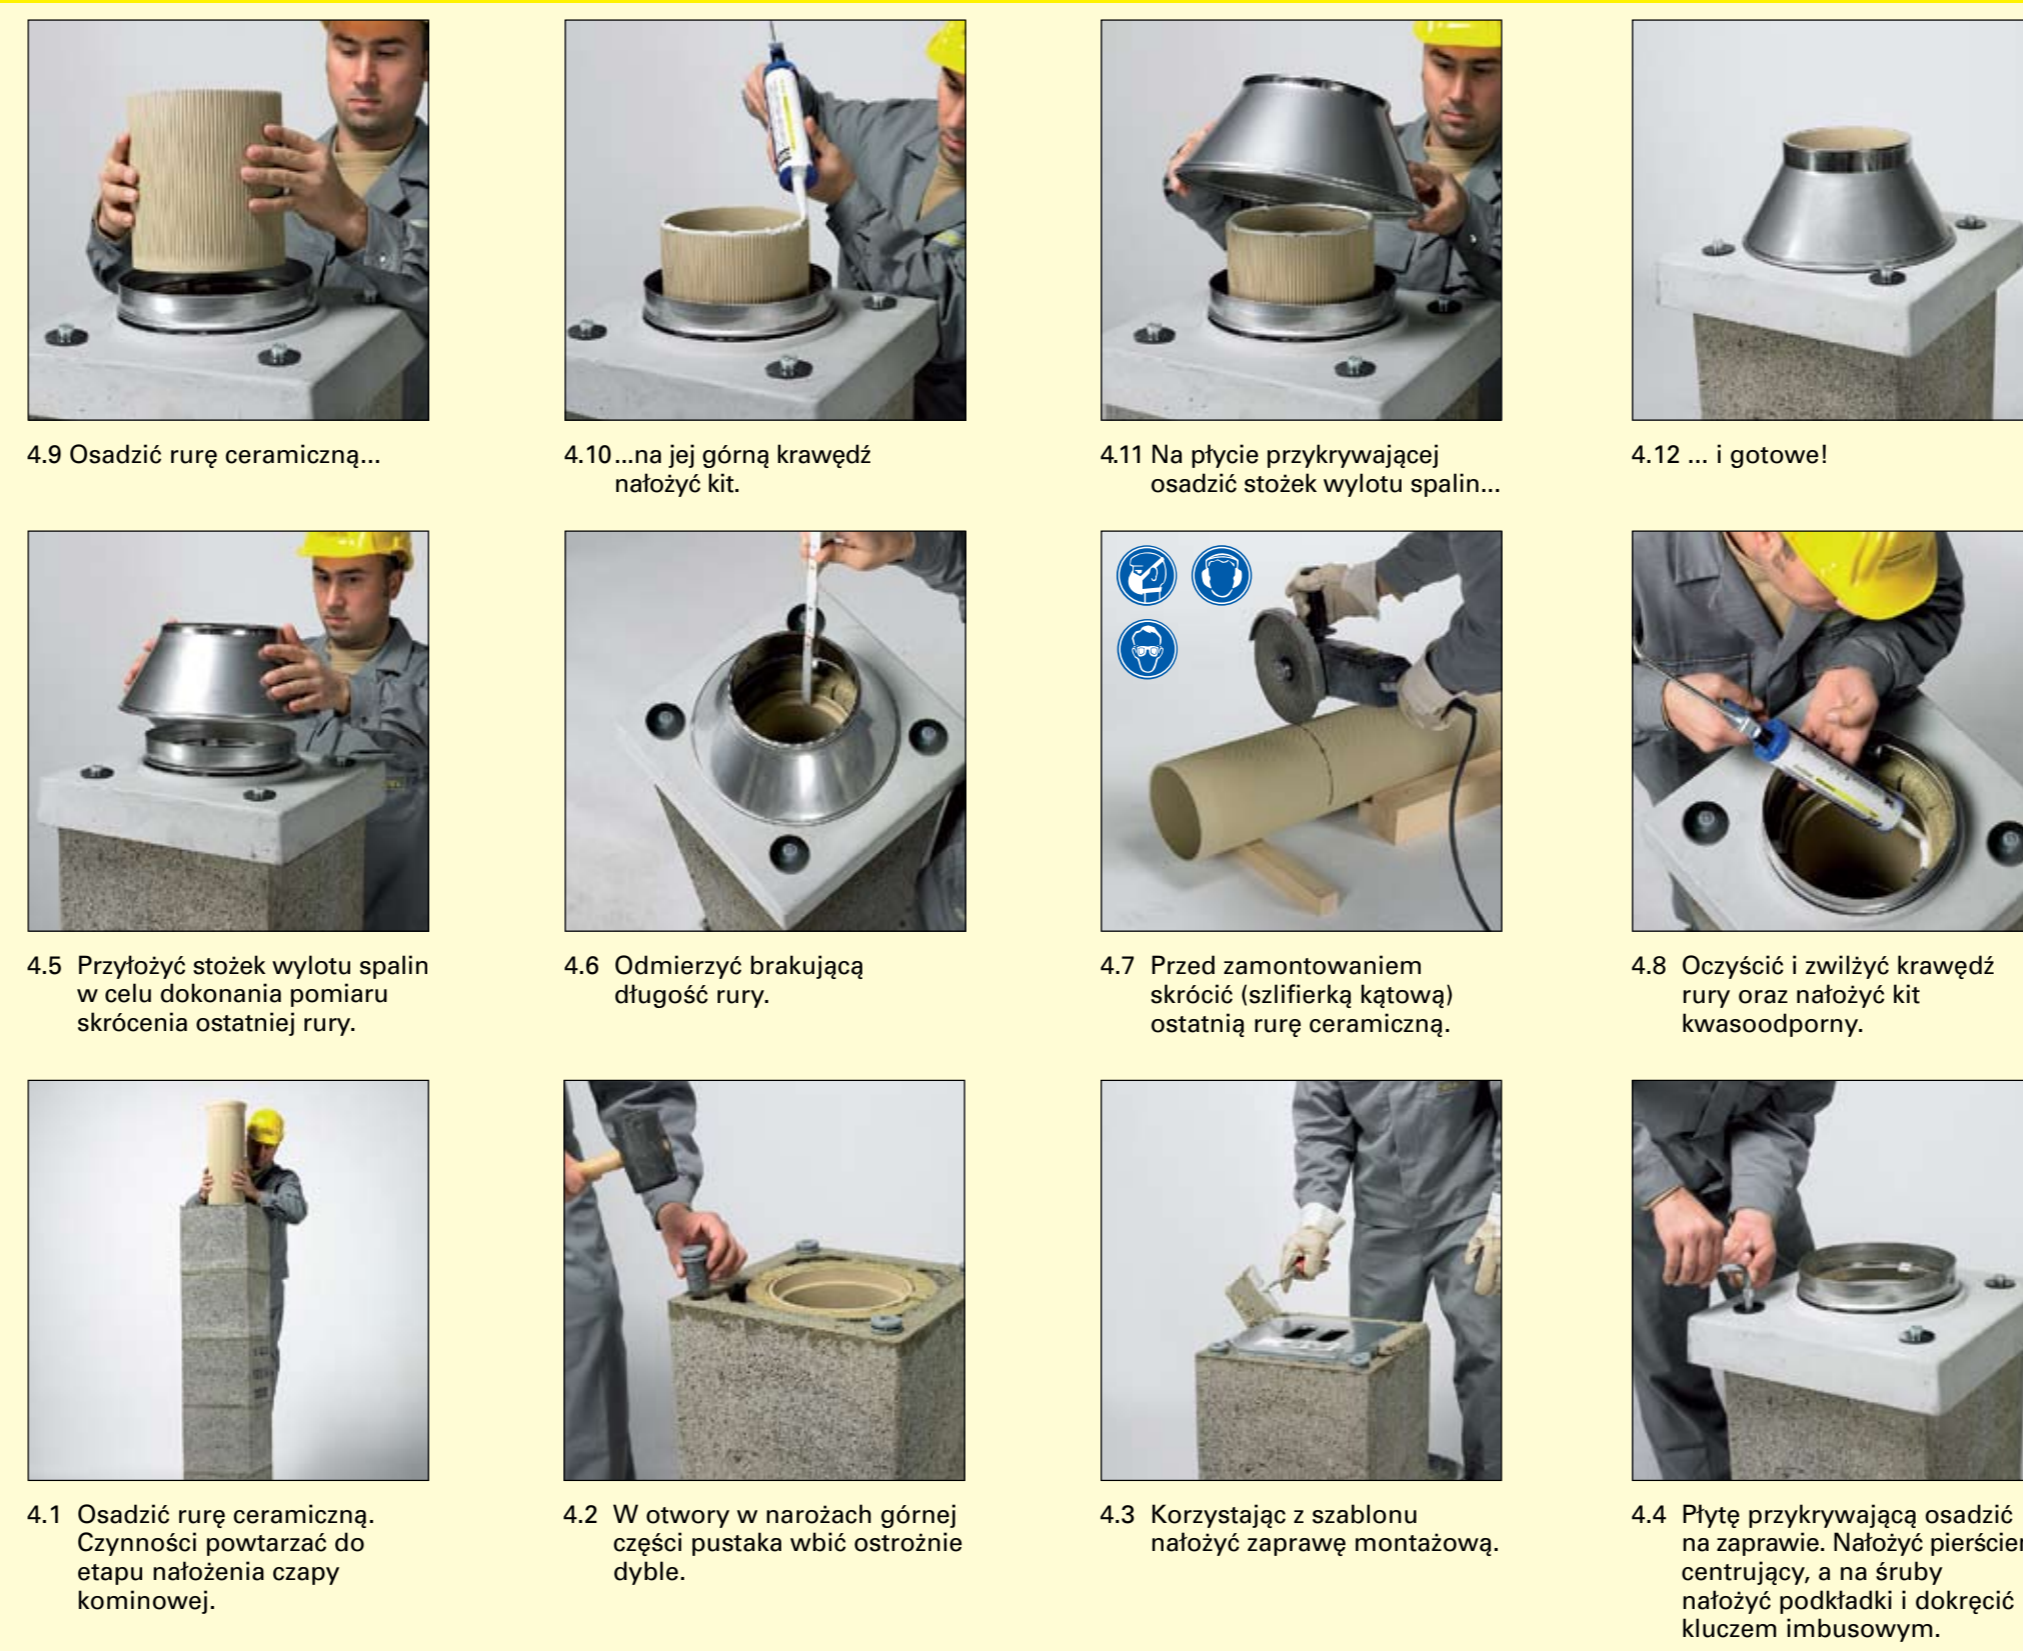 4.9 Osadzić rurę ceramiczną...
4.10 ...na jej górną krawędź
nałożyć kit.
4.11 Na płycie przykrywającej
osadzić stożek wylotu spalin...
4.12 ... i gotowe!
4.5 Przyłożyć stożek wylotu spalin
w celu dokonania pomiaru
skrócenia ostatniej rury.
4.6 Odmierzyć brakującą
długość rury.
4.7 Przed zamontowaniem
skrócić (szlifierką kątową)
ostatnią rurę ceramiczną.
4.8 Oczyścić i zwilżyć krawędź
rury oraz nałożyć kit
kwasoodporny.
4.1 Osadzić rurę ceramiczną.
Czynności powtarzać do
etapu nałożenia czapy
kominowej.
4.2 W otwory w narożach górnej
części pustaka wbić ostrożnie
dyble.
4.3 Korzystając z szablonu
nałożyć zaprawę montażową.
4.4 Płytę przykrywającą osadzić
na zaprawie. Nałożyć
centrujący, a na śruby
nałożyć podkładki i dokręcić
kluczem imbusowym.